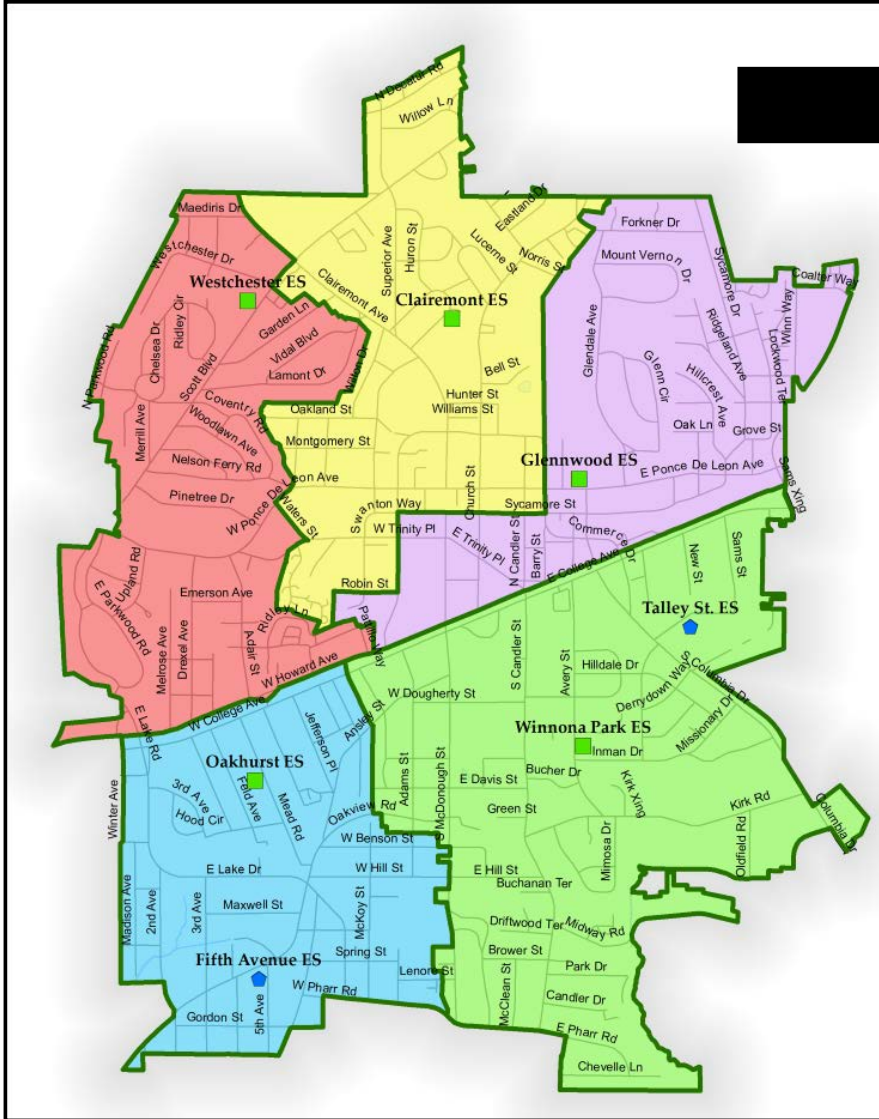 N Decatur Rd
Willow Ln
Maediris Dr
Eastland Dr
Forkner Dr
Superior Ave
Huron St
Lucerne St
Norris St
Westchester Dr
Mount Vernon Dr
Sycamore Dr
Coalter Way
Westchester ES
Clairemont Ave
Clairemont ES
Winn Way
Ridley Cir
Garden Ln
Glendale Ave
Ridgeland Ave
Lockwood Ter
N Parkwood Rd
Chelsea Dr
Scott Blvd
Vidal Blvd
Lamont Dr
Wilton Dr
Bell St
Glenn Cir
Hillcrest Ave
Hunter St
Coventry Rd
Oakland St
Williams St
Merrill Ave
Woodlawn Ave
Montgomery St
Oak Ln
Grove St
Nelson Ferry Rd
Glennwood ES
E Ponce De Leon Ave
Pinetree Dr
W Ponce De Leon Ave
Church St
Sams Xing
Waters St
Swanton Way
Sycamore St
W Trinity Pl
E Trinity Pl
N Candler St
Barry St
Commerce Dr
E College Ave
New St
Sams St
Upland Rd
E Parkwood Rd
Emerson Ave
Robin St
Ridley Ln
Talley St. ES
Melrose Ave
Drexel Ave
Adair St
Patillo Way
W Howard Ave
S Candler St
Avery St
Hilldale Dr
S Columbia Dr
Derrydown Way
W Dougherty St
E Lake Rd
W College Ave
Jefferson Pl
Ansley St
Missionary Dr
Winnona Park ES
Inman Dr
Oakhurst ES
Adams St
S McDonough St
E Davis St
Bucher Dr
Kirk Xing
Winter Ave
3rd Ave
Feld Ave
Mead Rd
Hood Cir
Oakview Rd
Green St
Kirk Rd
Columbia Dr
W Benson St
Mimosa Dr
Oldfield Rd
E Lake Dr
W Hill St
E Hill St
Buchanan Ter
Madison Ave
2nd Ave
3rd Ave
Maxwell St
McKoy St
Driftwood Ter
Midway Rd
Spring St
Brower St
Fifth Avenue ES
Lenore St
Park Dr
W Pharr Rd
McClean St
Candler Dr
Gordon St
5th Ave
E Pharr Rd
Chevelle Ln